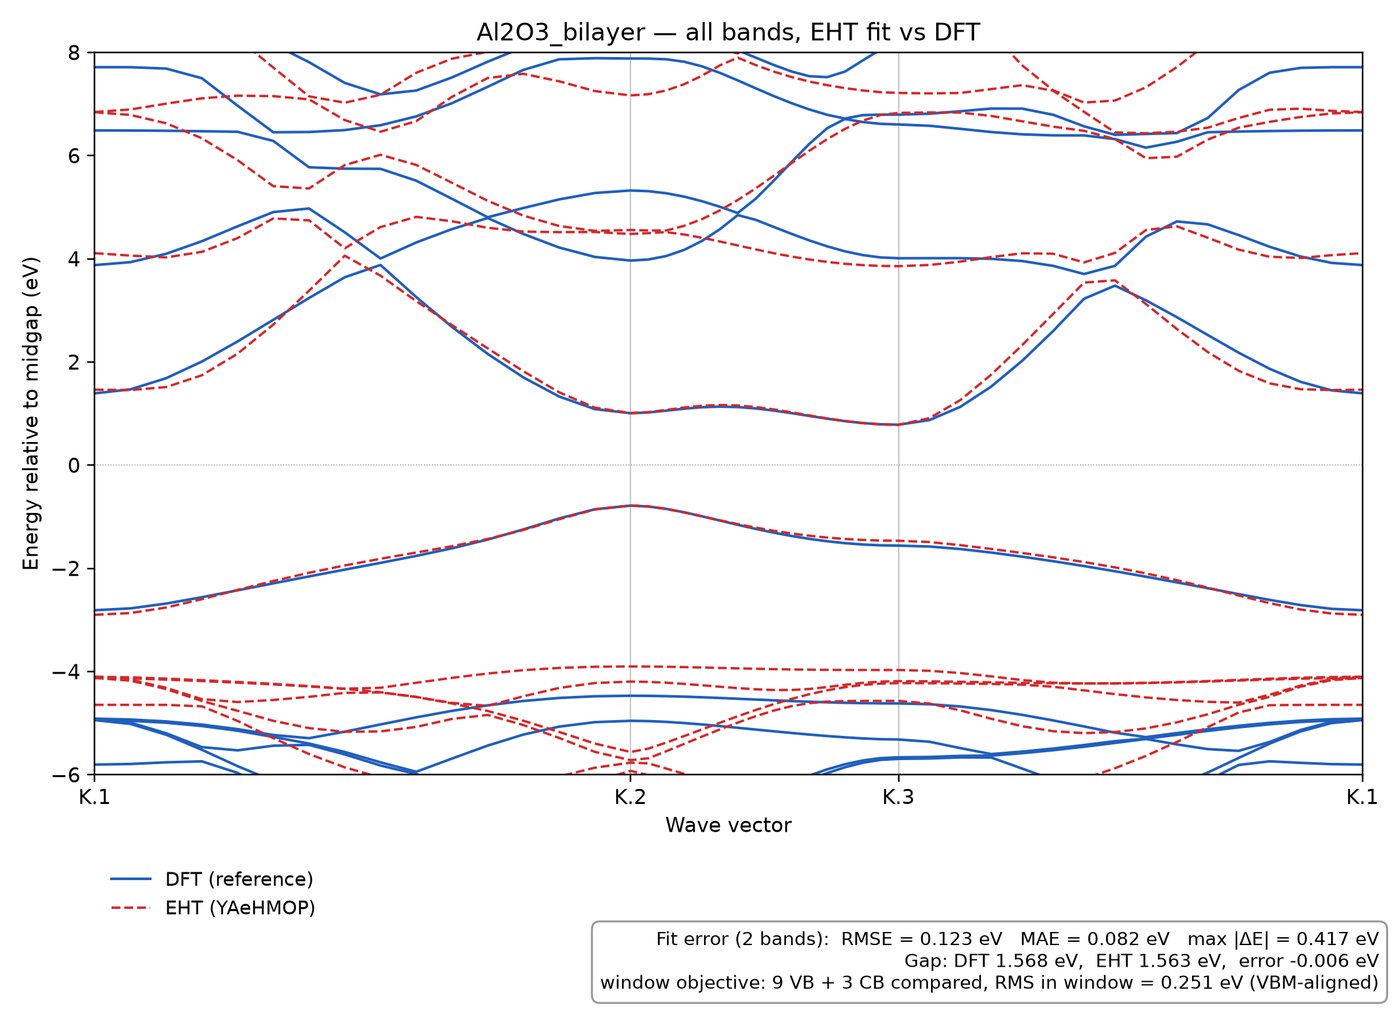 Al2O3_bilayer — all bands, EHT fit vs DFT
Energy relative to midgap (eV)
8
6
4
2
0
−2
−4
−6
K.1
K.2
K.3
K.1
Wave vector
DFT (reference)
EHT (YAeHMOP)
Fit error (2 bands):  RMSE = 0.123 eV   MAE = 0.082 eV   max |ΔE| = 0.417 eV
Gap: DFT 1.568 eV,  EHT 1.563 eV,  error -0.006 eV
window objective: 9 VB + 3 CB compared, RMS in window = 0.251 eV (VBM-aligned)